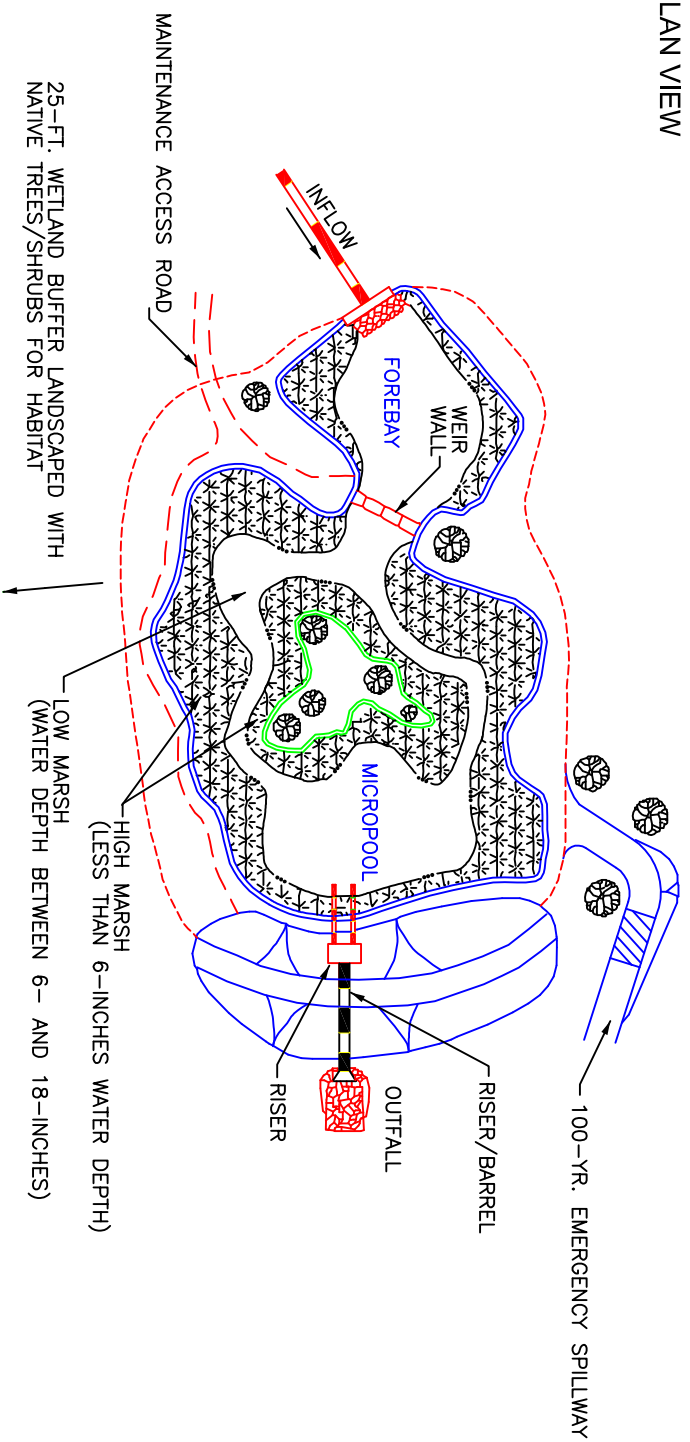 LAN VIEW
100-YR. EMERGENCY SPILLWAY
RISER/BARREL
OUTFALL
RISER
INFLOW
FOREBAY
WEIR
WALL
MICROPOOL
MAINTENANCE ACCESS ROAD
HIGH MARSH
(LESS THAN 6-INCHES WATER DEPTH)
LOW MARSH
(WATER DEPTH BETWEEN 6- AND 18-INCHES)
25-FT. WETLAND BUFFER LANDSCAPED WITH
NATIVE TREES/SHRUBS FOR HABITAT